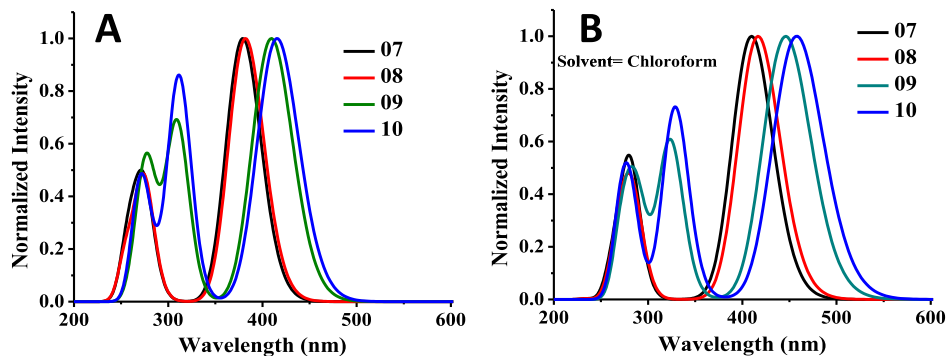 A
07
08
09
10
1.0
0.8
0.6
0.4
0.2
0.0
Normalized Intensity
200 300 400 500 600
Wavelength (nm)
B
Solvent= Chloroform
07
08
09
10
1.0
0.8
0.6
0.4
0.2
0.0
Normalized Intensity
200 300 400 500 600
Wavelength (nm)